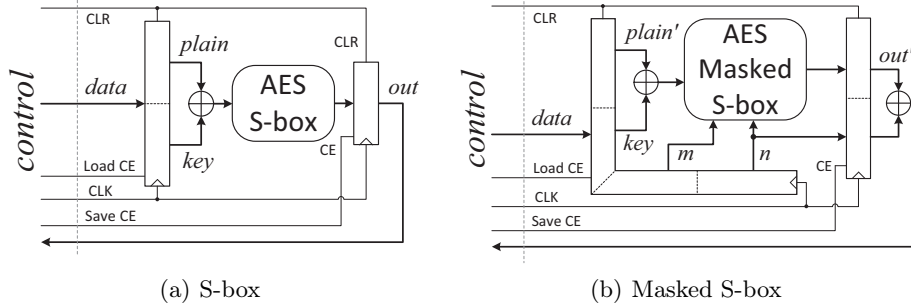 CLR
plain
CLR
control
data
AES
S-box
out
key
CE
Load CE
CLK
Save CE
(a) S-box
CLR
plain'
AES
Masked
S-box
out'
control
data
key
m
n
Load CE
CE
CLK
Save CE
(b) Masked S-box